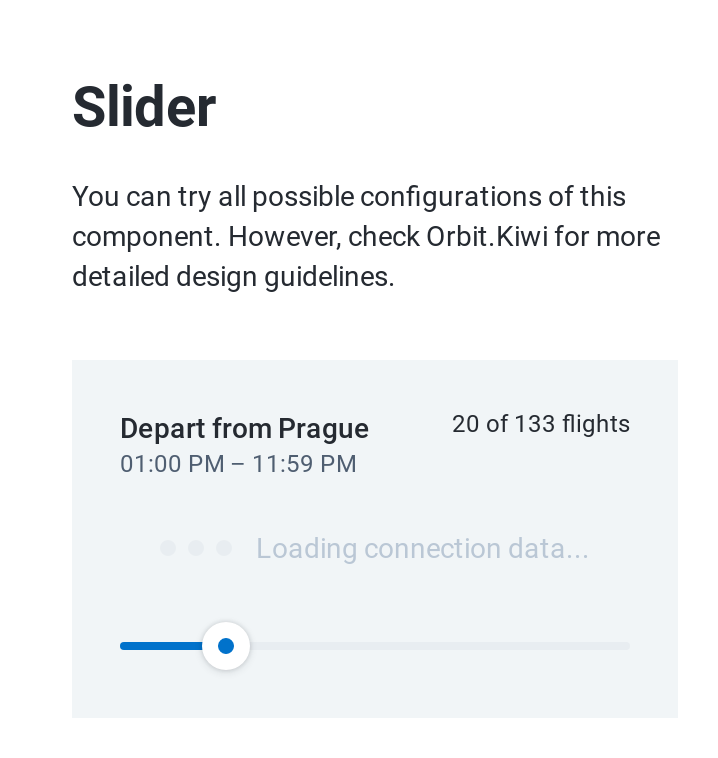 Slider
You can try all possible configurations of this
component. However, check Orbit.Kiwi for more
detailed design guidelines.
Depart from Prague
20 of 133 flights
01:00 PM – 11:59 PM
Loading connection data...